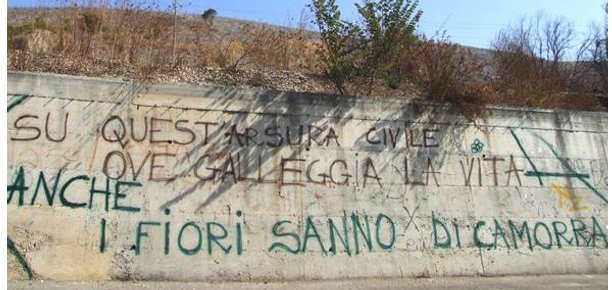 SU QUEST'ARSURA CIVILE
OVE GALLEGGIA LA VITA
ANCHE
I FIORI SANNO DI CAMORRA